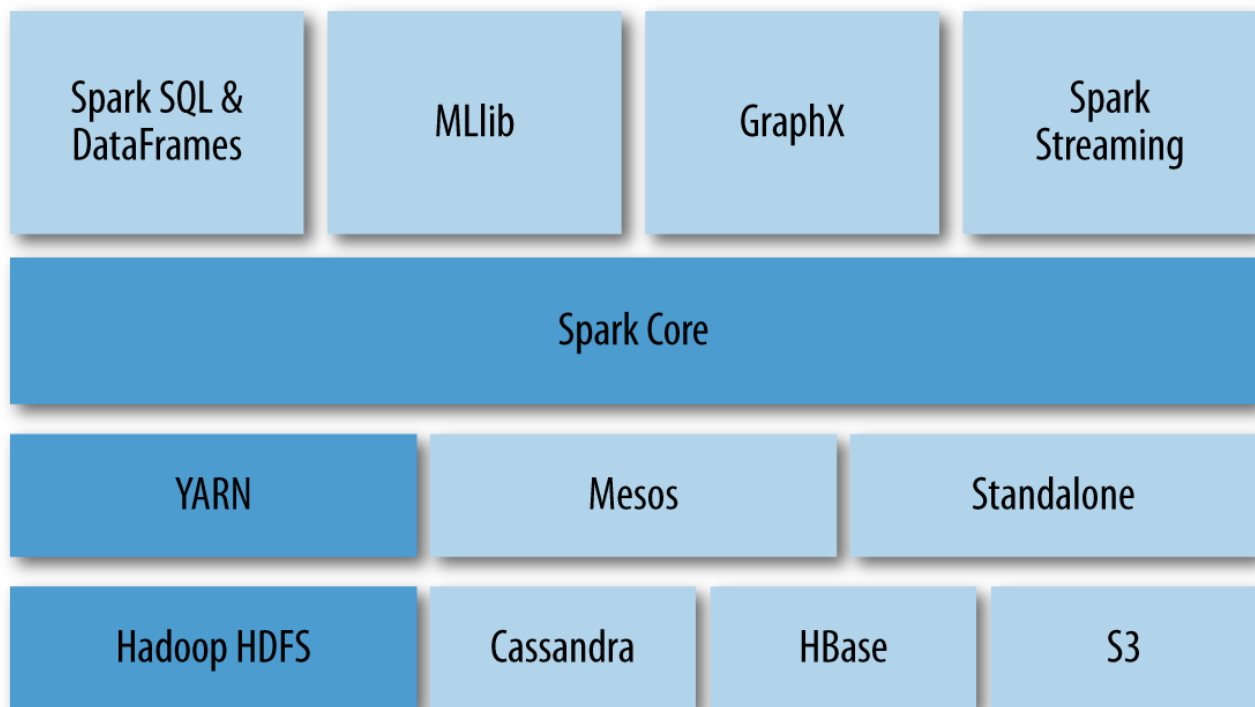 Spark SQL &
DataFrames
MLlib
GraphX
Spark
Streaming
Spark Core
YARN
Mesos
Standalone
Hadoop HDFS
Cassandra
HBase
S3